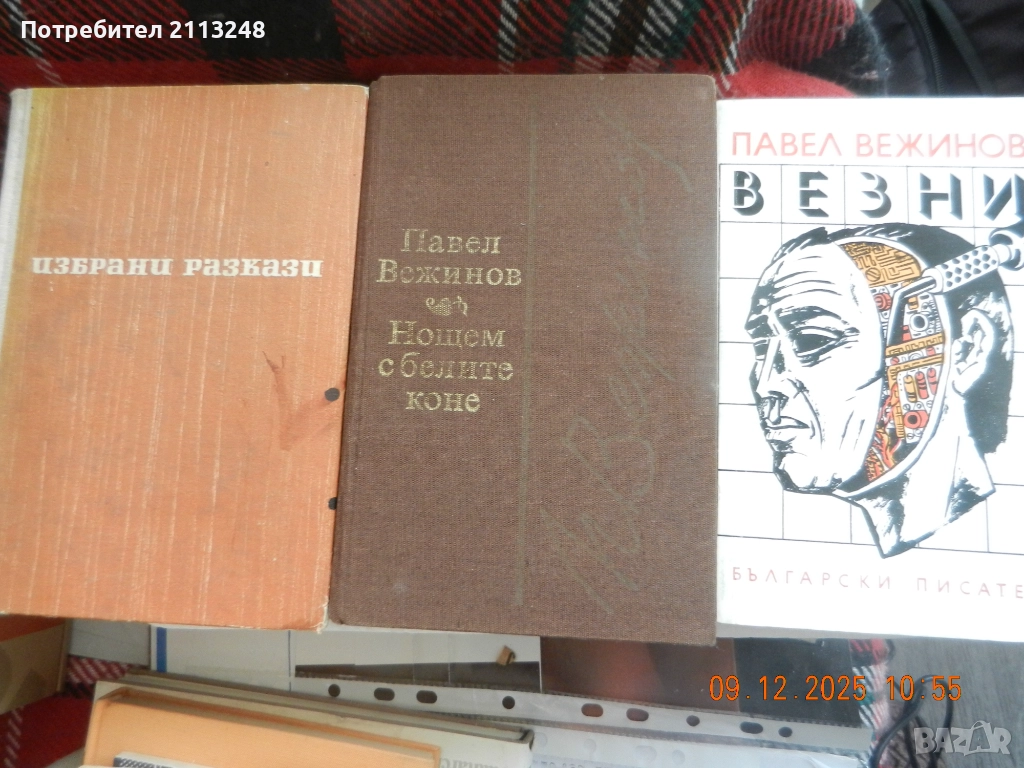 Потребител 2113248
ИЗБРАНИ РАЗКАЗИ
Павел
Вежинов
Нощем
с белите
коне
ПАВЕЛ ВЕЖИНОВ
ВЕЗНИ
БЪЛГАРСКИ ПИСАТЕ
09.12.2025 10:55
BAZAR